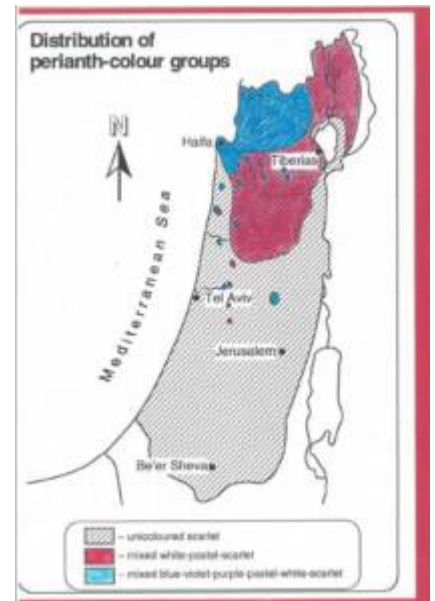 Distribution of
perianth-colour groups
N
Haifa
Tiberias
Mediterranean Sea
Tel Aviv
Jerusalem
Be'er Sheva
– unicoloured scarlet
– mixed white-pastel-scarlet
– mixed blue-violet-purple-pastel-white-scarlet